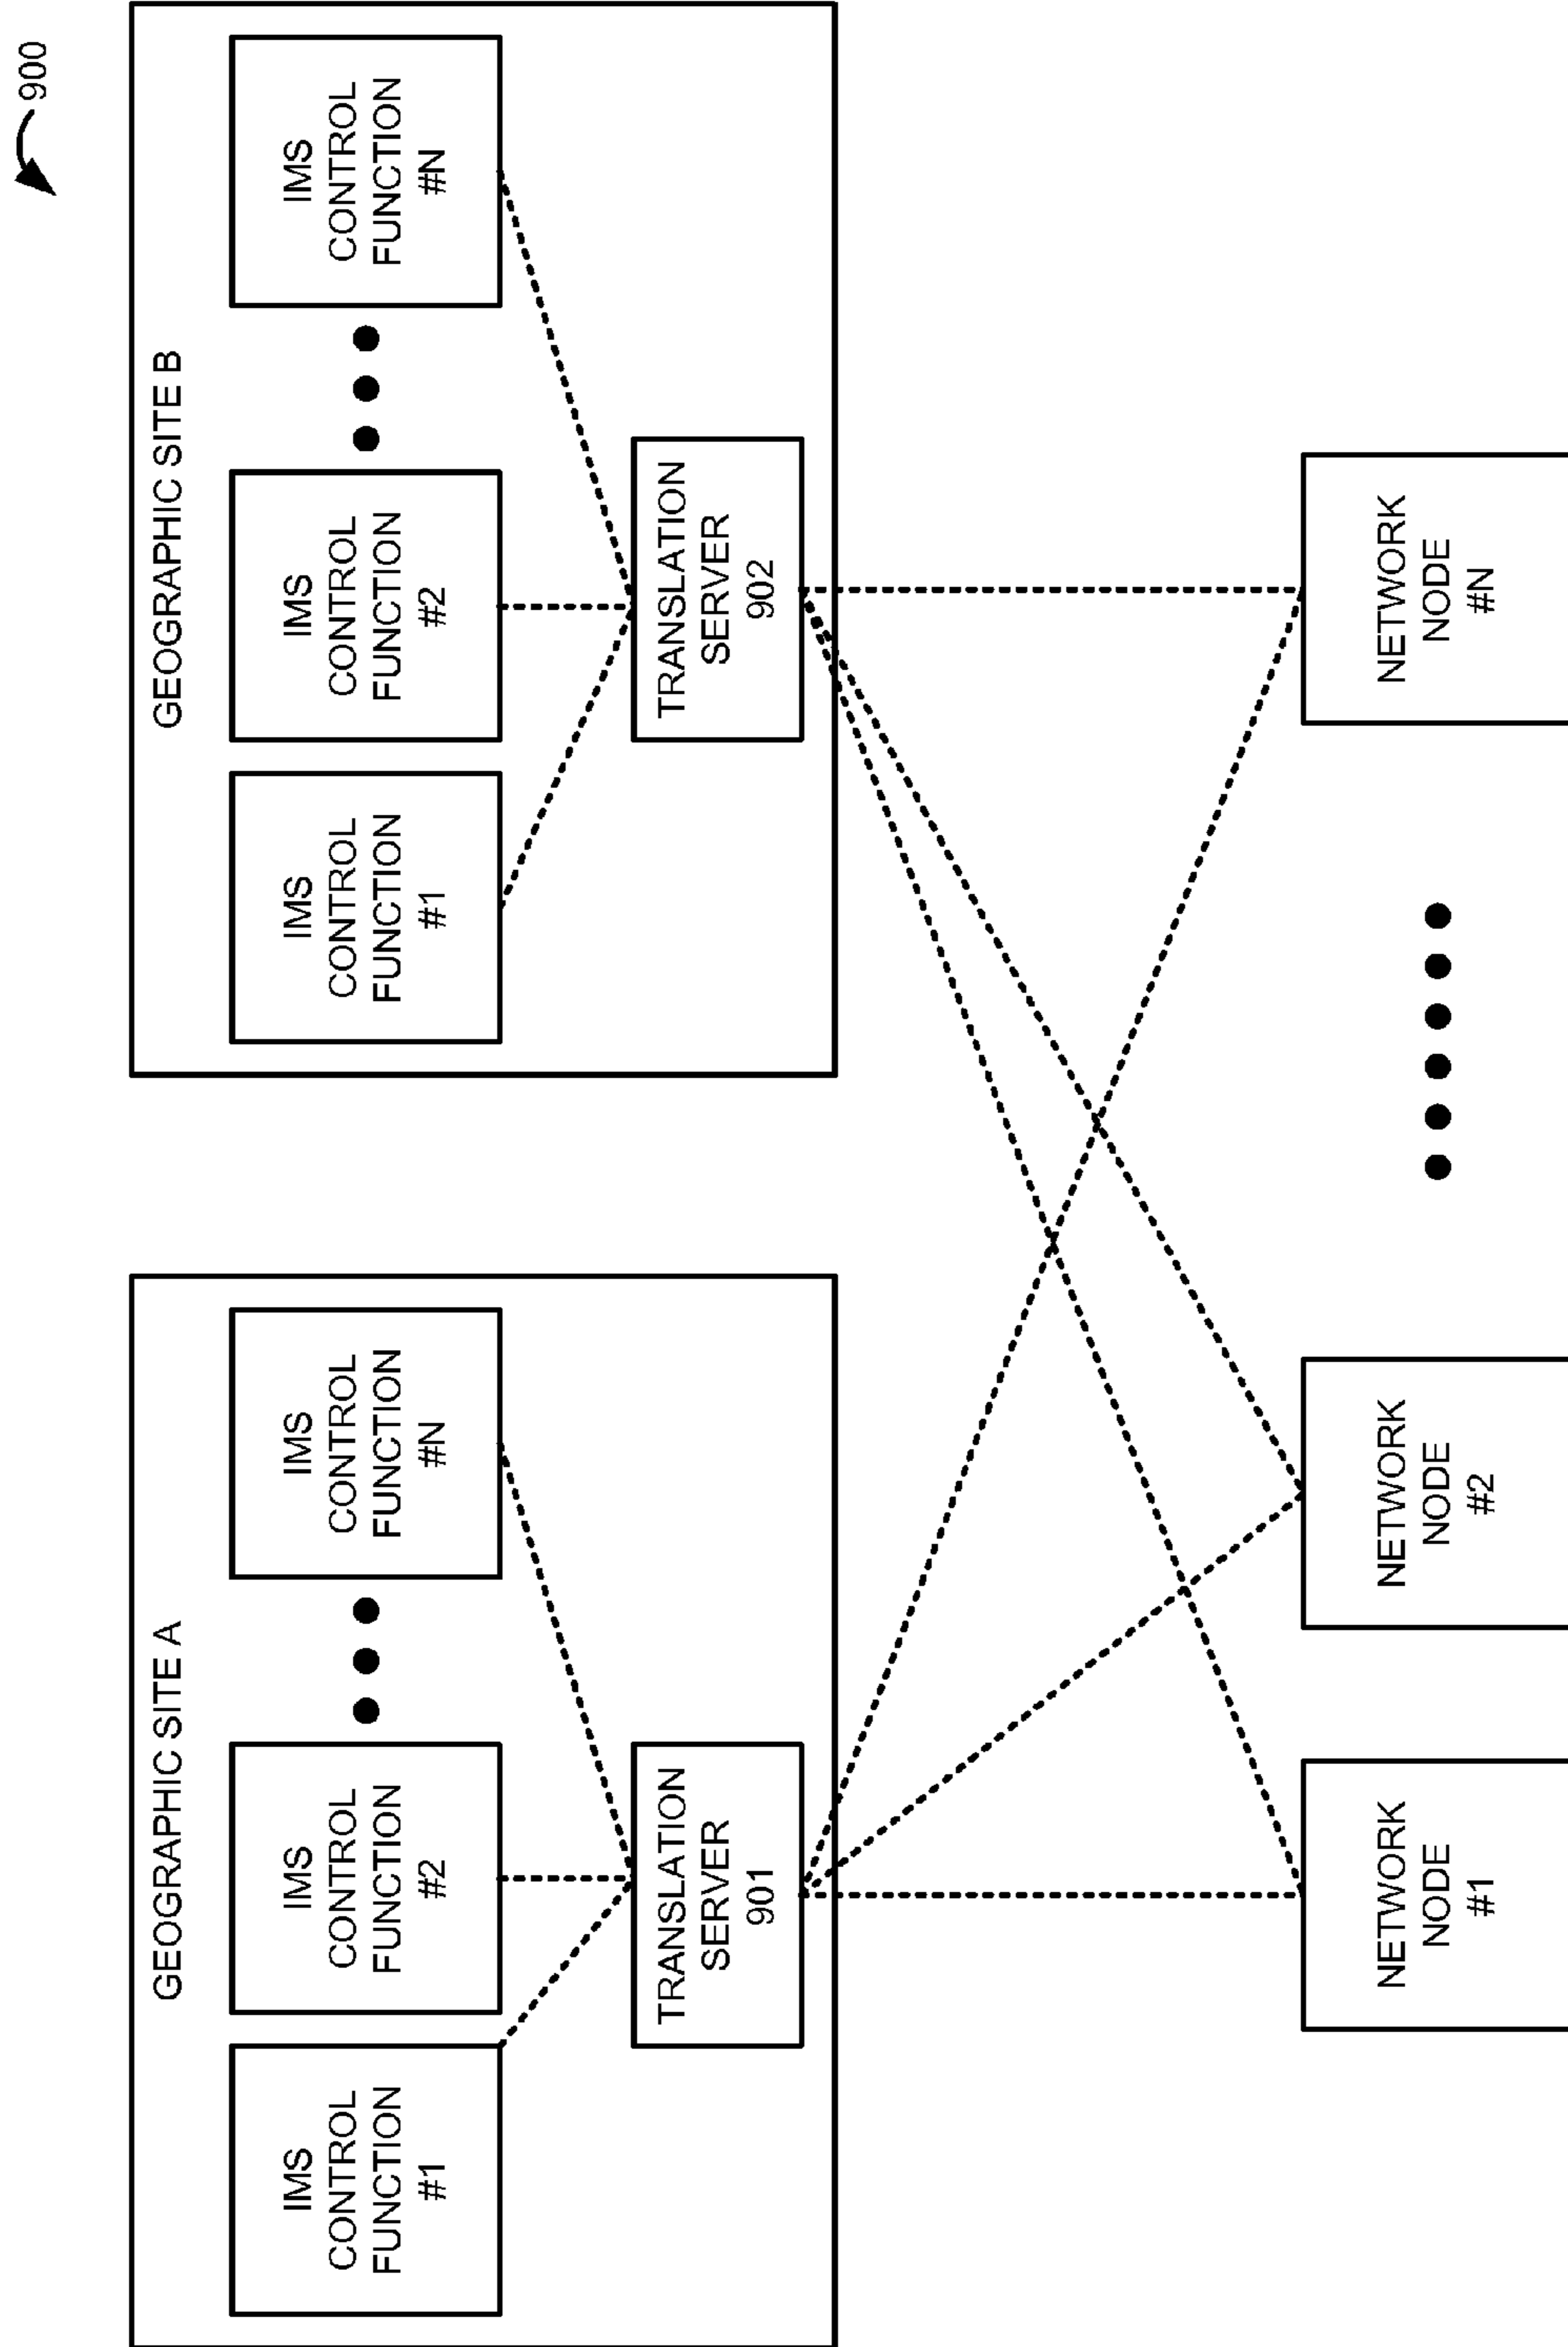 900
GEOGRAPHIC SITE A
IMS
CONTROL
FUNCTION
#1
IMS
CONTROL
FUNCTION
#2
IMS
CONTROL
FUNCTION
#N
TRANSLATION
SERVER
901
GEOGRAPHIC SITE B
IMS
CONTROL
FUNCTION
#1
IMS
CONTROL
FUNCTION
#2
IMS
CONTROL
FUNCTION
#N
TRANSLATION
SERVER
902
NETWORK
NODE
#1
NETWORK
NODE
#2
NETWORK
NODE
#N